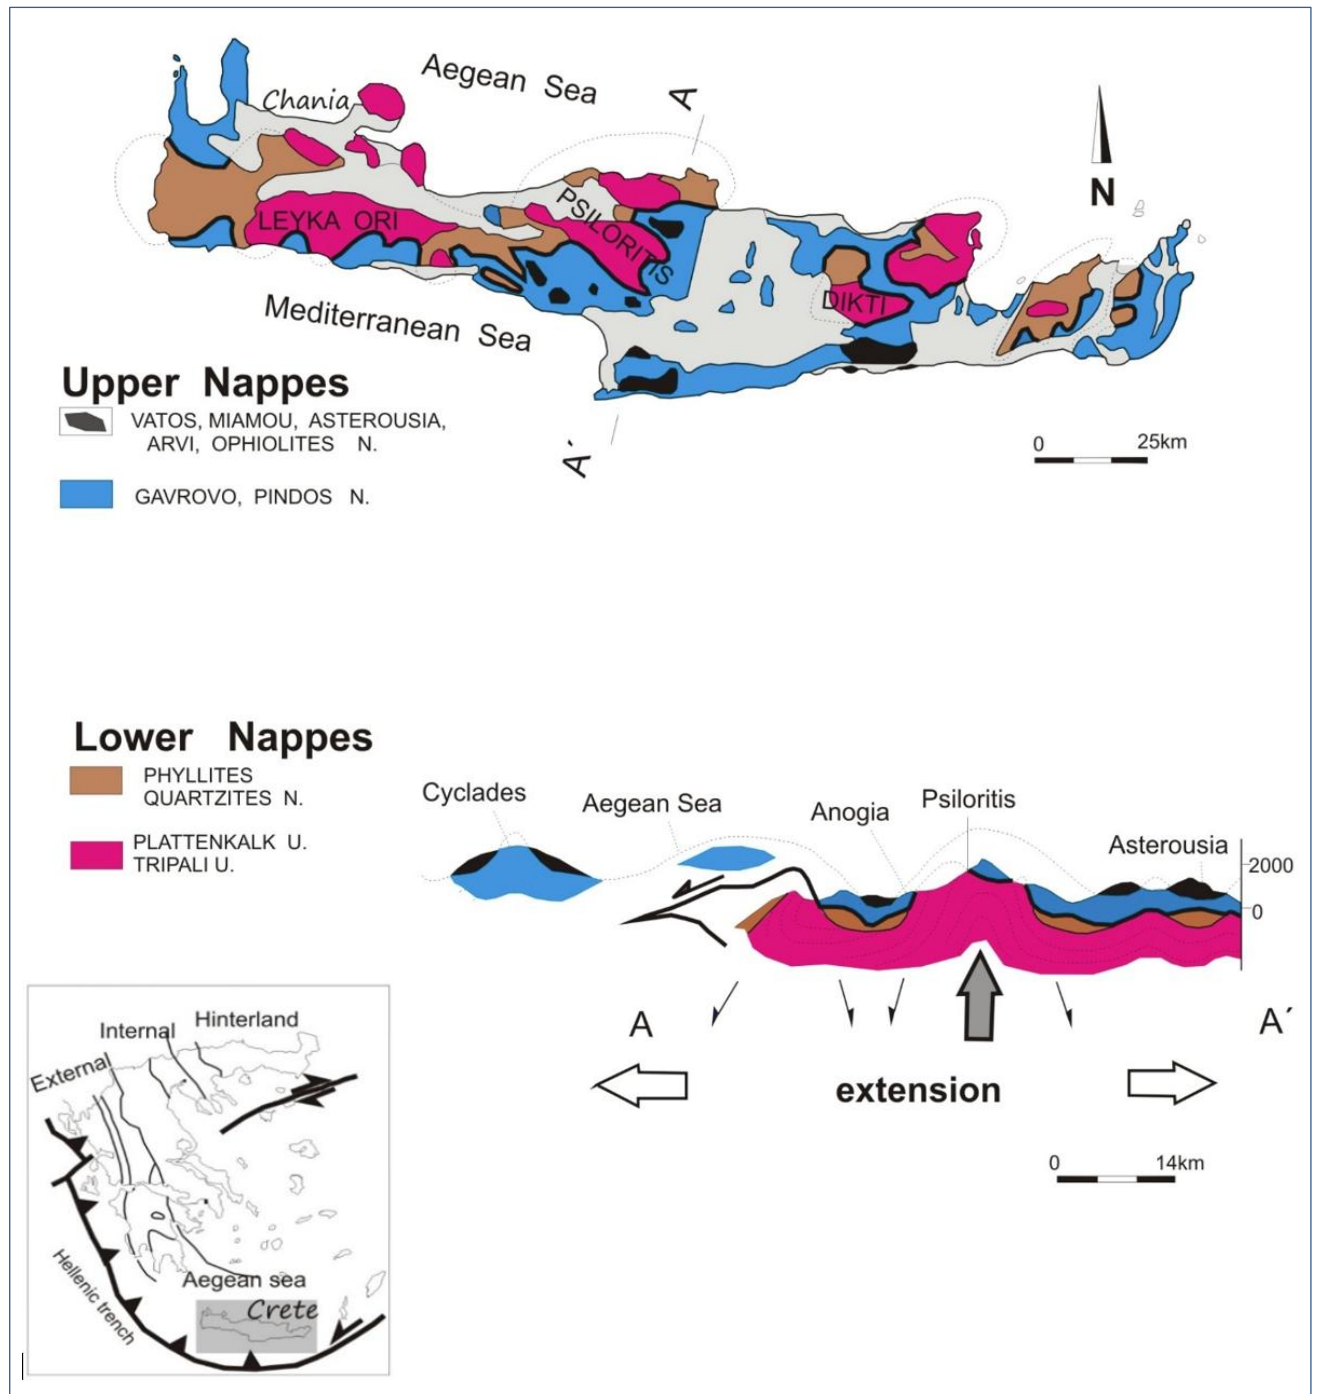 Aegean Sea
A
Chania
N
PSILORITIS
LEYKA ORI
DIKTI
Mediterranean Sea
A´
0 25km
Upper Nappes
VATOS, MIAMOU, ASTEROUSIA,
ARVI, OPHIOLITES N.
GAVROVO, PINDOS N.
Lower Nappes
PHYLLITES
QUARTZITES N.
PLATTENKALK U.
TRIPALI U.
Cyclades
Aegean Sea
Anogia
Psiloritis
Asterousia
2000
0
A
A´
extension
0 14km
Hinterland
Internal
External
Hellenic trench
Aegean sea
Crete